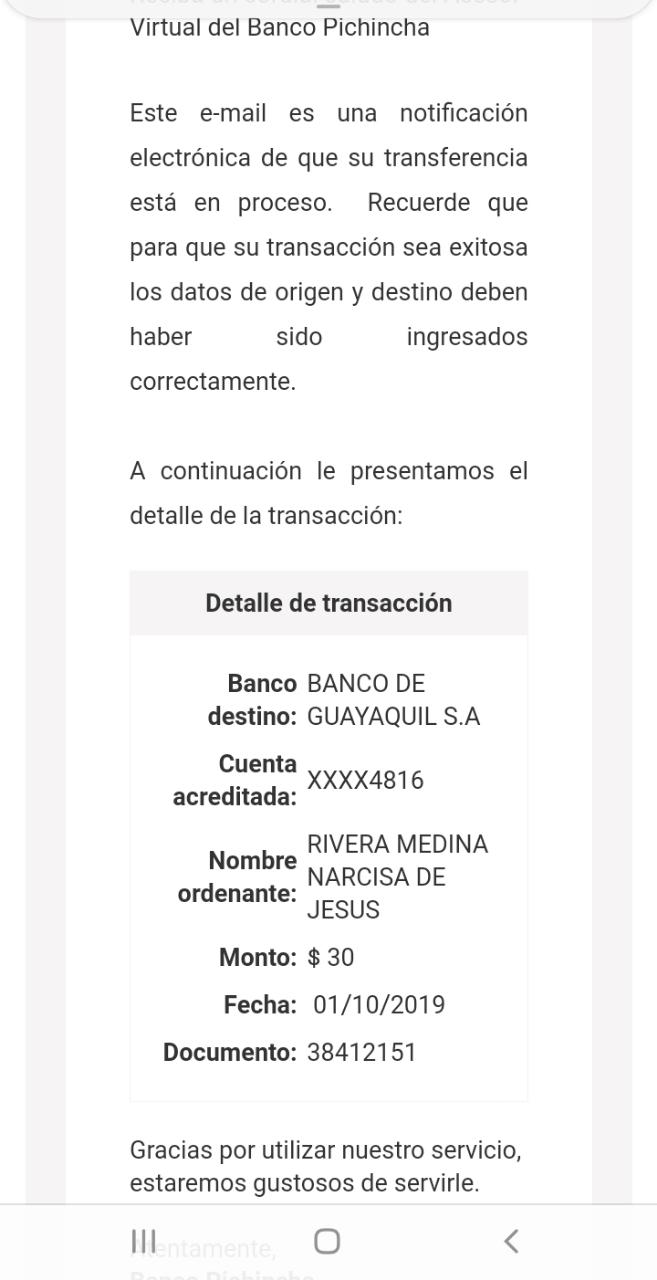 Virtual del Banco Pichincha
Este e-mail es una notificación
electrónica de que su transferencia
está en proceso. Recuerde que
para que su transacción sea exitosa
los datos de origen y destino deben
haber sido ingresados
correctamente.
A continuación le presentamos el
detalle de la transacción:
Detalle de transacción
Banco destino: BANCO DE
GUAYAQUIL S.A
Cuenta acreditada: XXXX4816
Nombre ordenante: RIVERA MEDINA
NARCISA DE
JESUS
Monto: $ 30
Fecha: 01/10/2019
Documento: 38412151
Gracias por utilizar nuestro servicio,
estaremos gustosos de servirle.
Atentamente,
Banco Pichincha